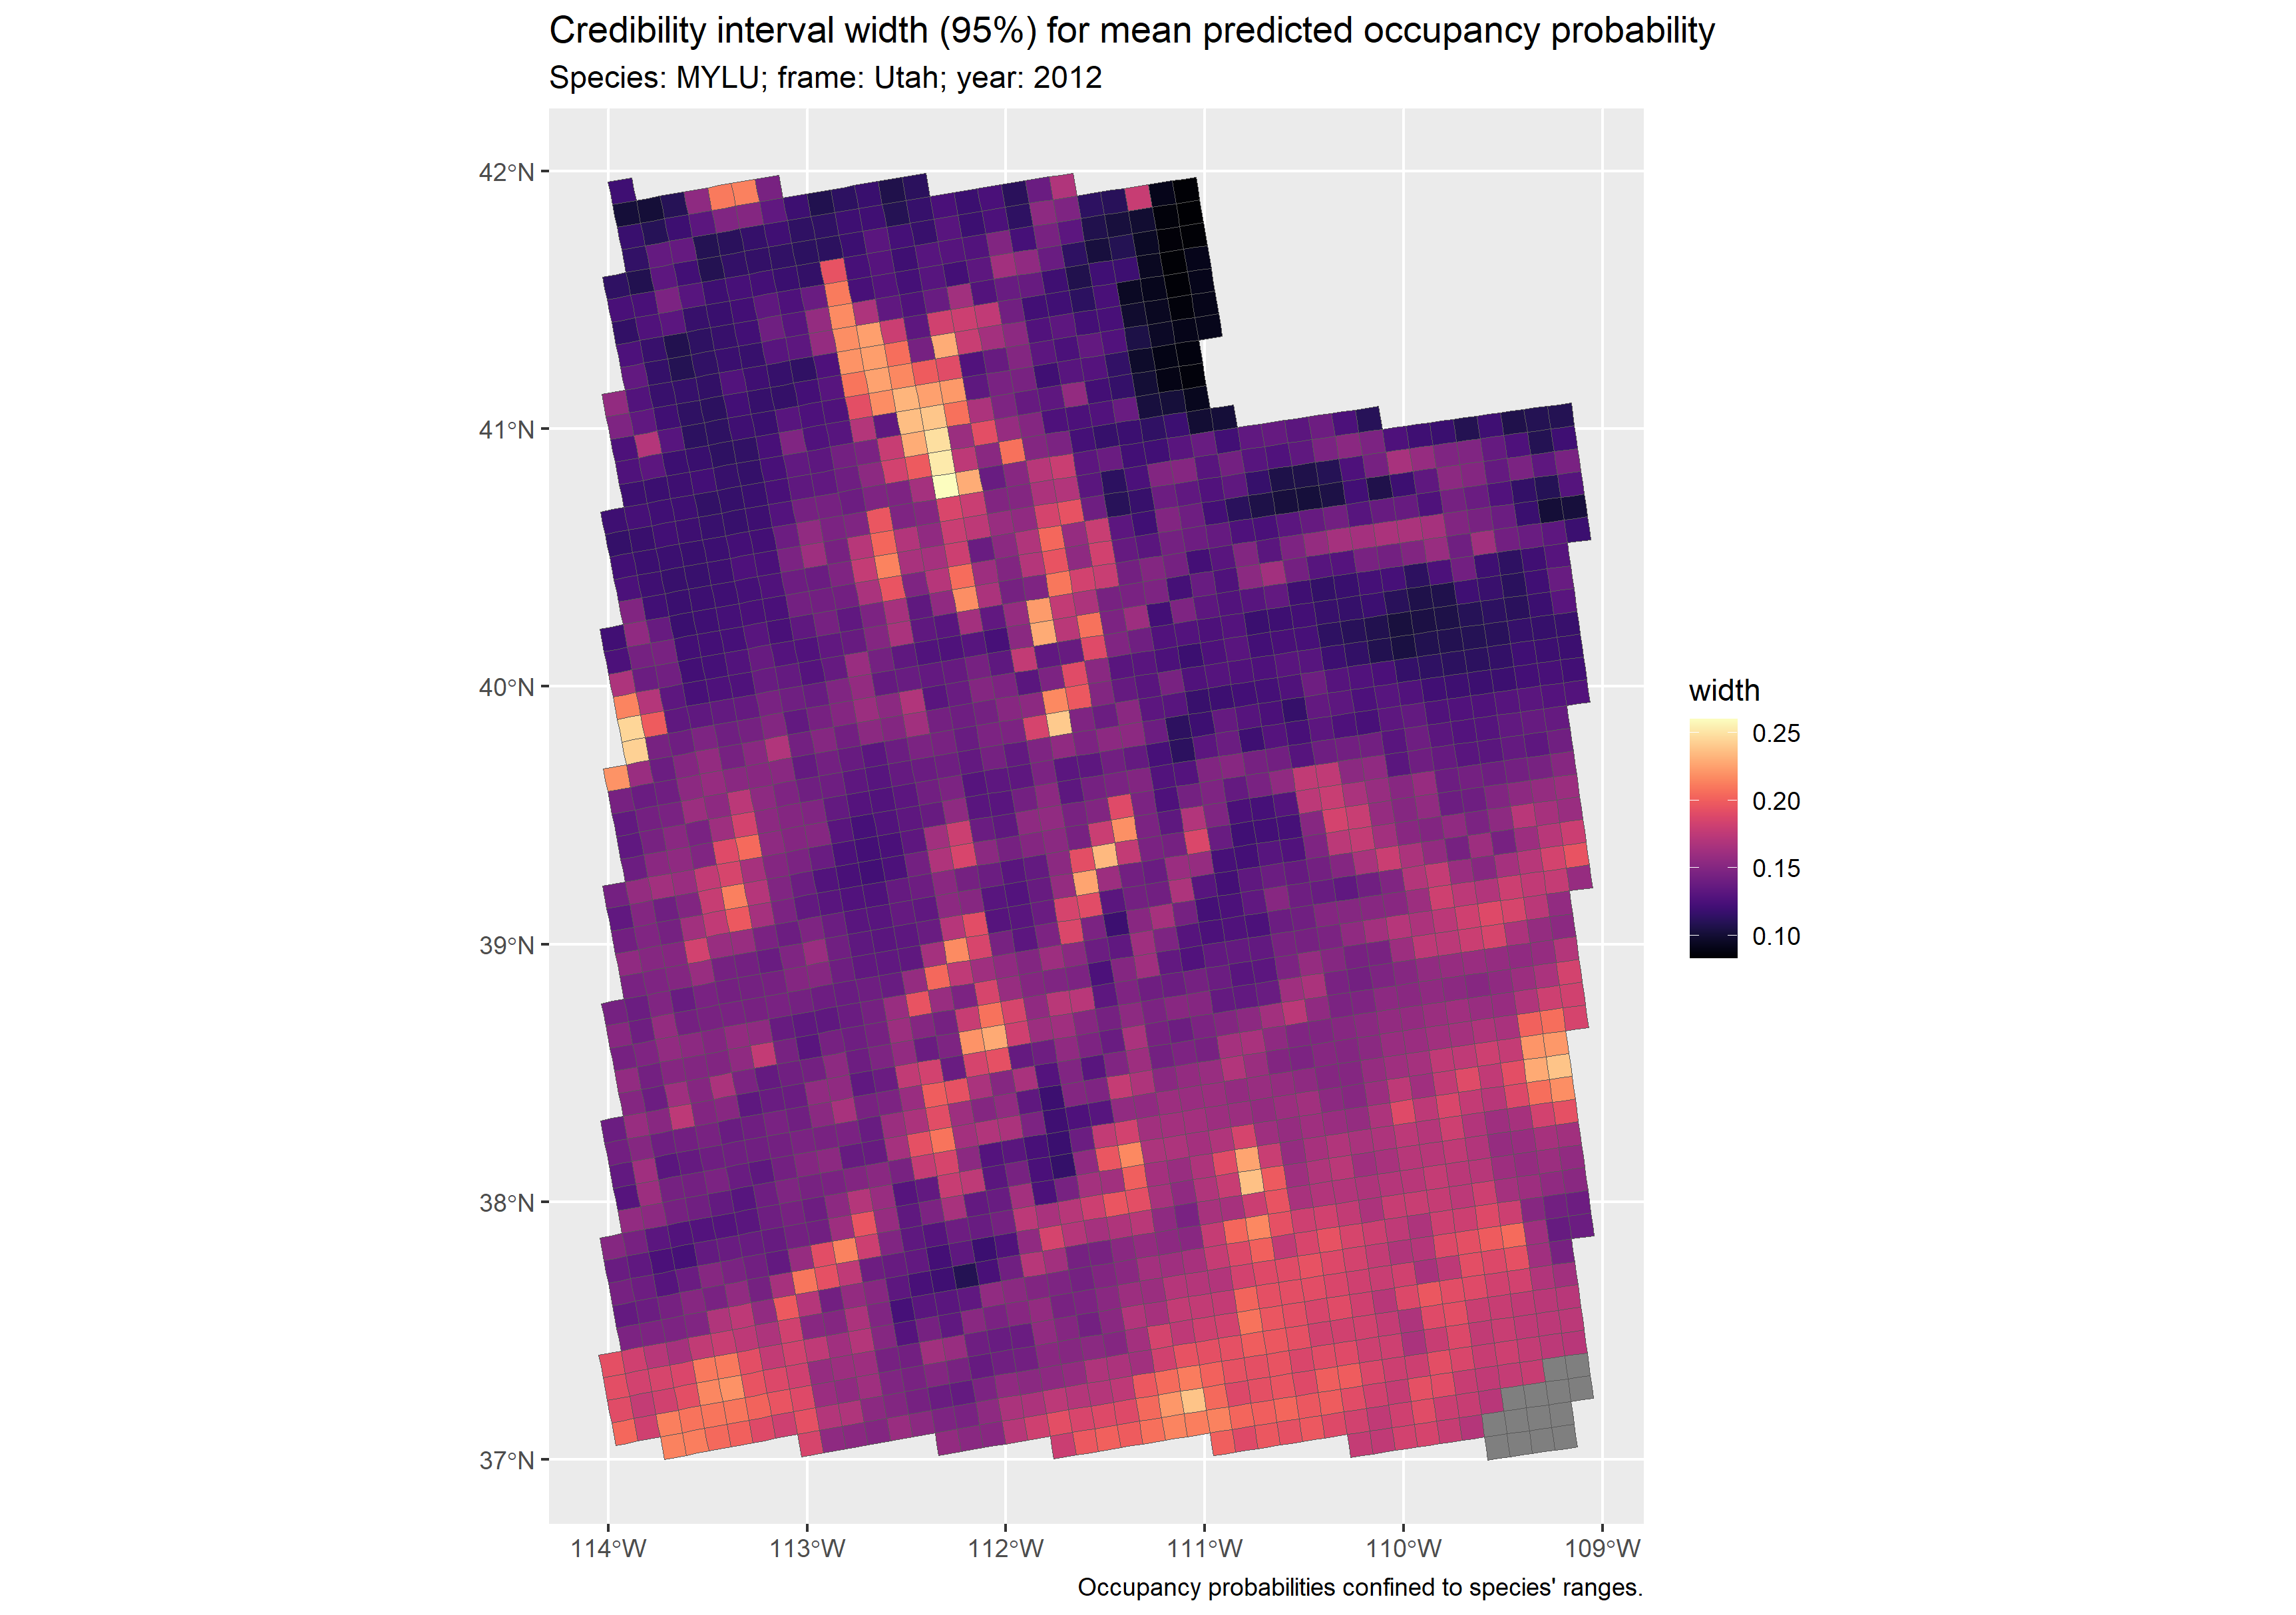 Credibility interval width (95%) for mean predicted occupancy probability
Species: MYLU; frame: Utah; year: 2012
42°N
41°N
40°N
39°N
38°N
37°N
114°W 113°W 112°W 111°W 110°W 109°W
width
0.25
0.20
0.15
0.10
Occupancy probabilities confined to species' ranges.